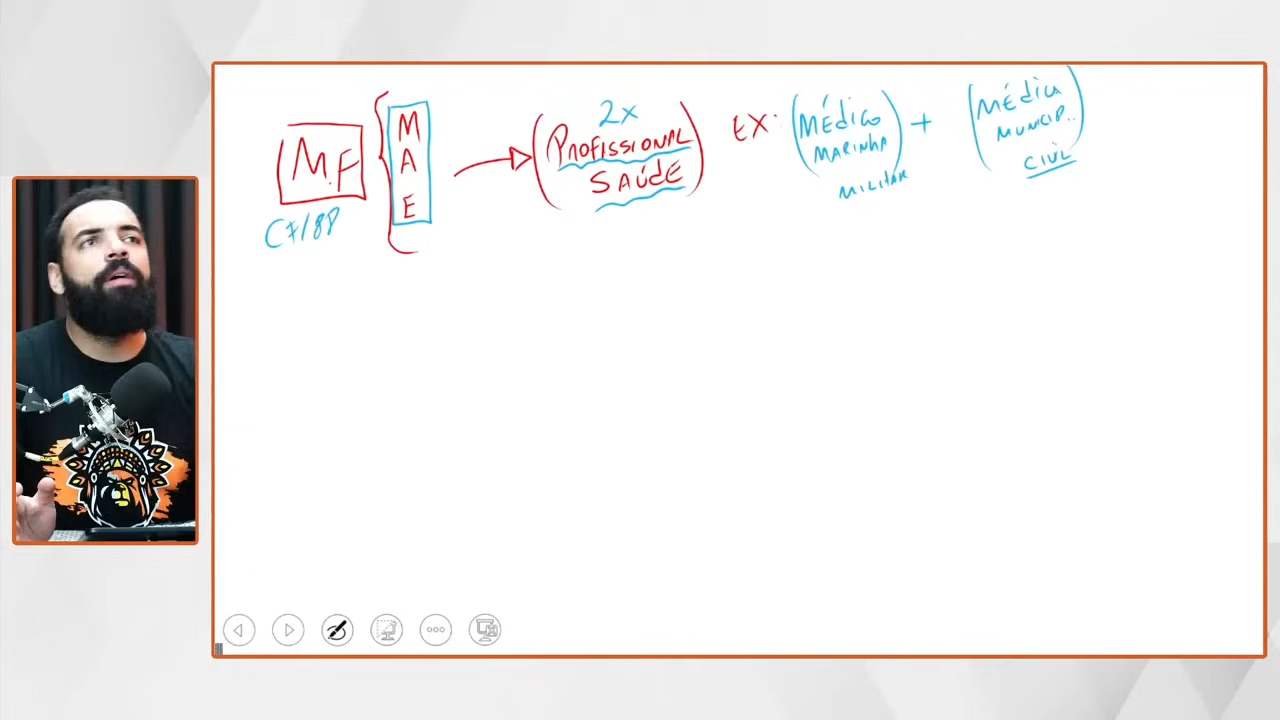 M.F
CF/88
M
A
E
2x
PROFISSIONAL
SAÚDE
EX:
MÉDICO
MARINHA
MILITAR
+
MÉDICO
MUNICIP..
CIVIL